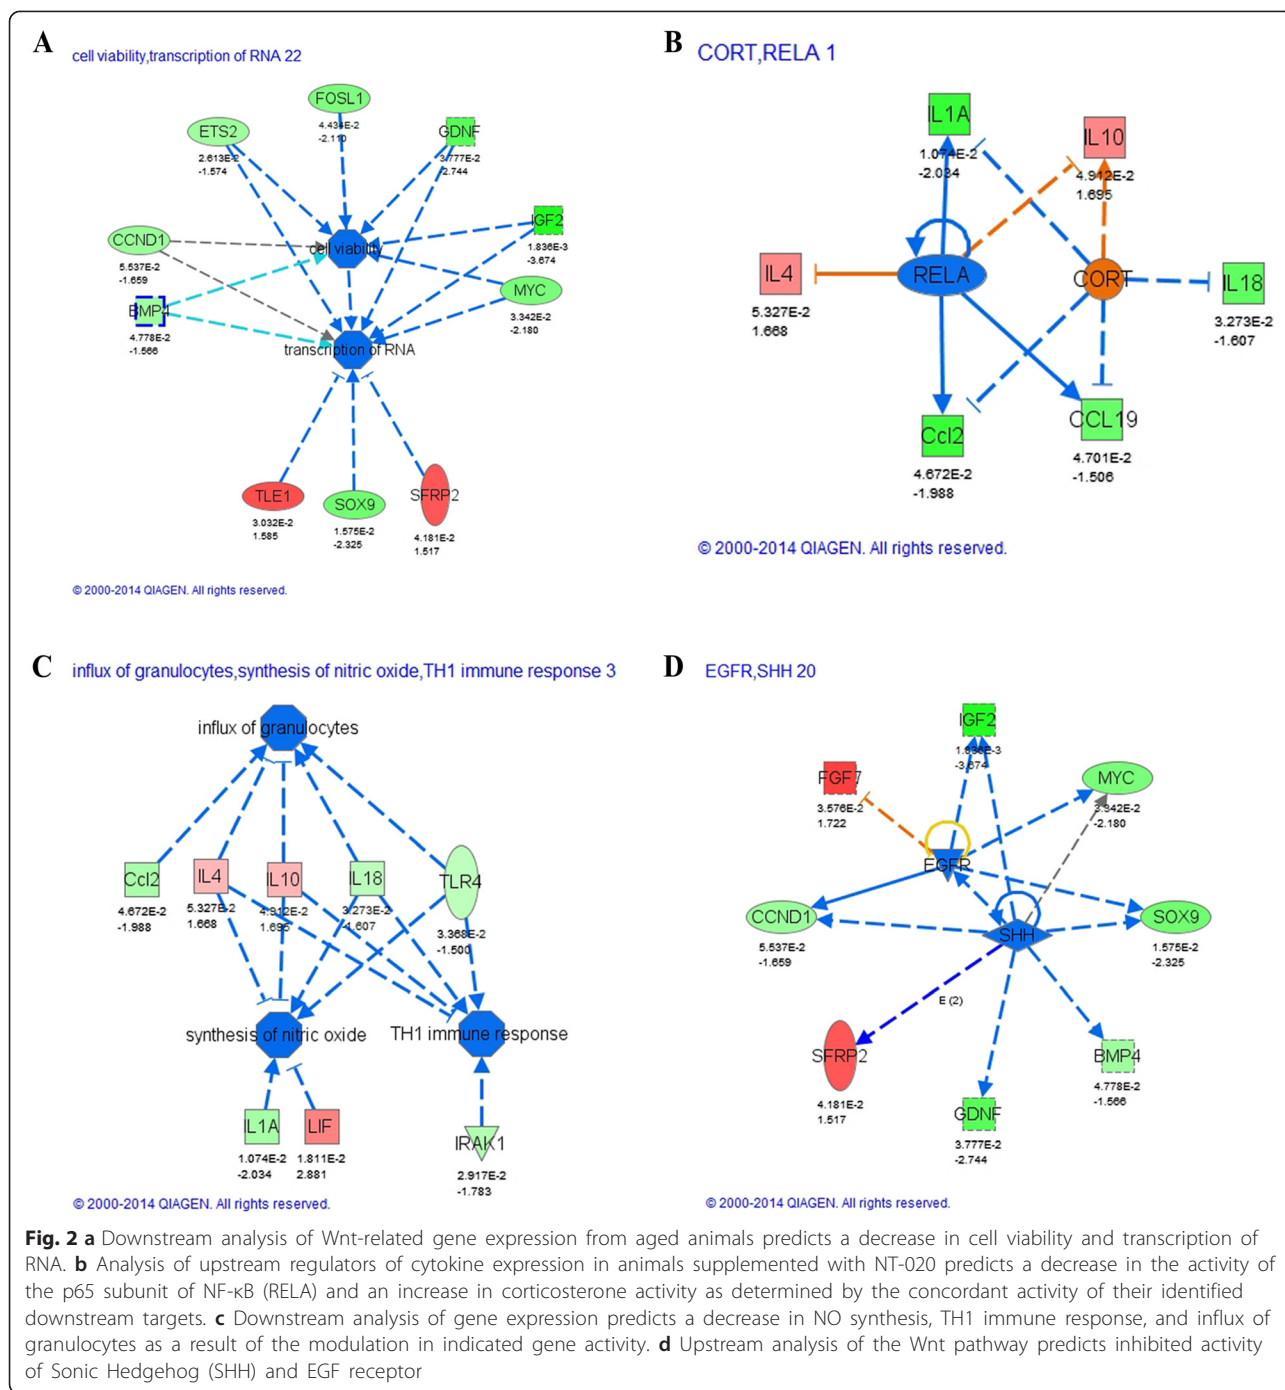 A
cell viability,transcription of RNA 22
FOSL1
4.434E-2
-2.110
ETS2
2.613E-2
-1.574
GDNF
3.777E-2
-2.744
IGF2
1.836E-3
-3.674
CCND1
5.537E-2
-1.659
cell viability
MYC
3.342E-2
-2.180
BMP4
4.778E-2
-1.566
transcription of RNA
TLE1
3.032E-2
1.585
SOX9
1.575E-2
-2.325
SFRP2
4.181E-2
1.517
© 2000-2014 QIAGEN. All rights reserved.
B
CORT,RELA 1
IL1A
1.074E-2
-2.034
IL10
4.912E-2
1.695
IL4
5.327E-2
1.668
RELA
CORT
IL18
3.273E-2
-1.607
Ccl2
4.672E-2
-1.988
CCL19
4.701E-2
-1.506
© 2000-2014 QIAGEN. All rights reserved.
C
influx of granulocytes,synthesis of nitric oxide,TH1 immune response 3
influx of granulocytes
Ccl2
4.672E-2
-1.988
IL4
5.327E-2
1.668
IL10
4.912E-2
1.695
IL18
3.273E-2
-1.607
TLR4
3.368E-2
-1.500
synthesis of nitric oxide
TH1 immune response
IL1A
1.074E-2
-2.034
LIF
1.811E-2
2.881
IRAK1
2.917E-2
-1.783
© 2000-2014 QIAGEN. All rights reserved.
D
EGFR,SHH 20
IGF2
1.836E-3
-3.674
FGF7
3.576E-2
1.722
MYC
3.342E-2
-2.180
EGFR
CCND1
5.537E-2
-1.659
SHH
SOX9
1.575E-2
-2.325
E (2)
SFRP2
4.181E-2
1.517
BMP4
4.778E-2
-1.566
GDNF
3.777E-2
-2.744
© 2000-2014 QIAGEN. All rights reserved.
Fig. 2 a Downstream analysis of Wnt-related gene expression from aged animals predicts a decrease in cell viability and transcription of
RNA. b Analysis of upstream regulators of cytokine expression in animals supplemented with NT-020 predicts a decrease in the activity of
the p65 subunit of NF-κB (RELA) and an increase in corticosterone activity as determined by the concordant activity of their identified
downstream targets. c Downstream analysis of gene expression predicts a decrease in NO synthesis, TH1 immune response, and influx of
granulocytes as a result of the modulation in indicated gene activity. d Upstream analysis of the Wnt pathway predicts inhibited activity
of Sonic Hedgehog (SHH) and EGF receptor